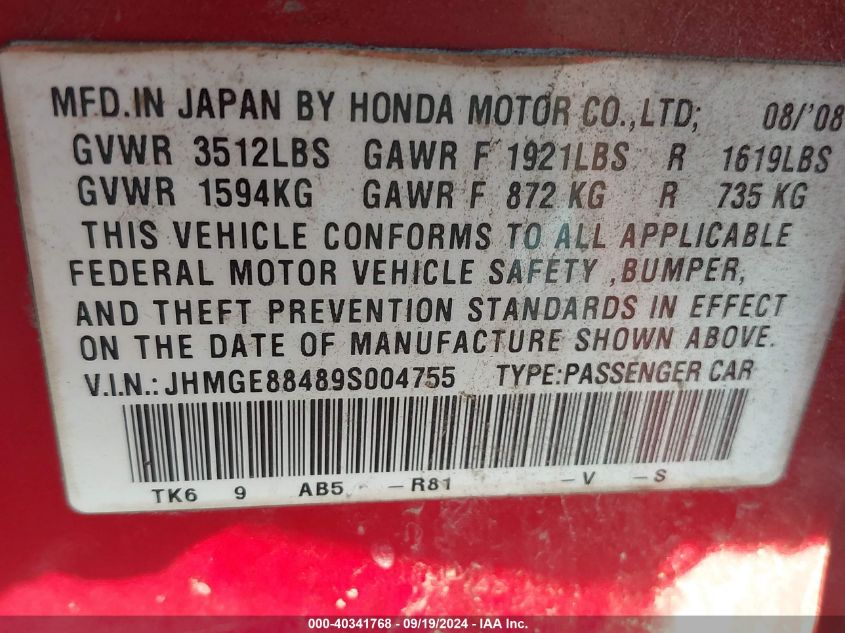 MFD.IN JAPAN BY HONDA MOTOR CO.,LTD; 08/'08
GVWR 3512LBS GAWR F 1921LBS R 1619LBS
GVWR 1594KG GAWR F 872 KG R 735 KG
THIS VEHICLE CONFORMS TO ALL APPLICABLE
FEDERAL MOTOR VEHICLE SAFETY ,BUMPER,
AND THEFT PREVENTION STANDARDS IN EFFECT
ON THE DATE OF MANUFACTURE SHOWN ABOVE.
V.I.N.: JHMGE88489S004755 TYPE:PASSENGER CAR
TK6 9 AB5 -R81 -V -S
000-40341768 - 09/19/2024 - IAA Inc.